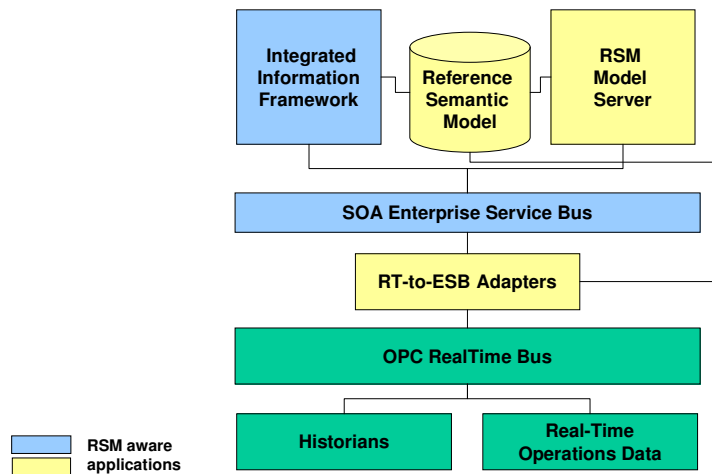 Integrated
Information
Framework
Reference
Semantic
Model
RSM
Model
Server
SOA Enterprise Service Bus
RT-to-ESB Adapters
OPC RealTime Bus
Historians
Real-Time
Operations Data
RSM aware
applications